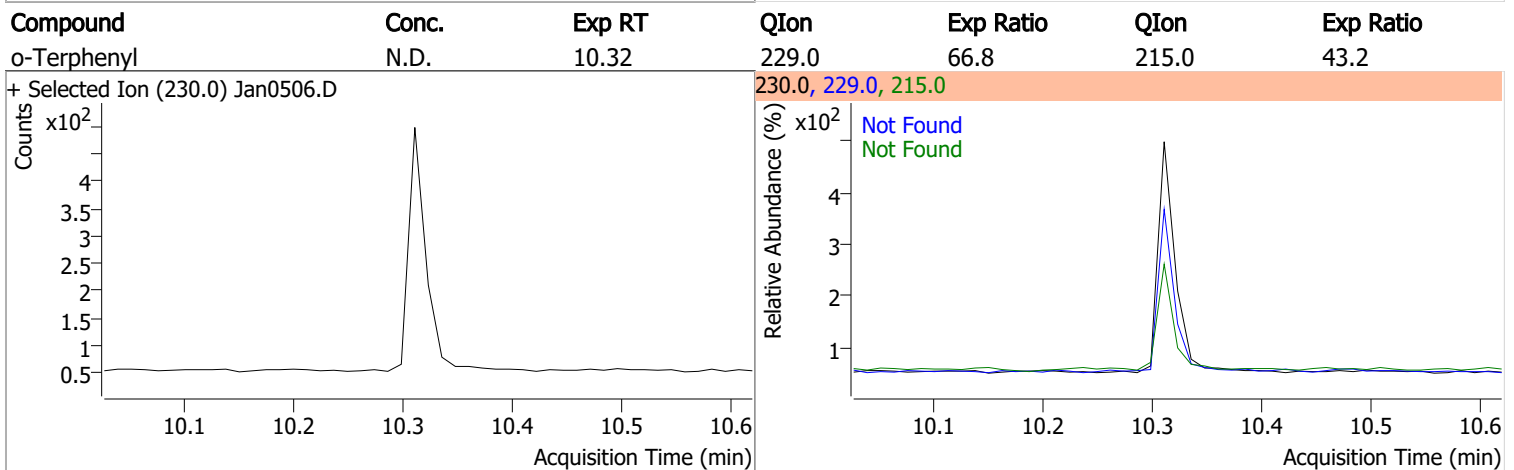 Compound Conc. Exp RT QIon Exp Ratio QIon Exp Ratio
o-Terphenyl N.D. 10.32 229.0 66.8 215.0 43.2
+ Selected Ion (230.0) Jan0506.D
Counts
x10²
4
3.5
3
2.5
2
1.5
1
0.5
10.1 10.2 10.3 10.4 10.5 10.6
Acquisition Time (min)
230.0, 229.0, 215.0
Relative Abundance (%)
x10²
Not Found
Not Found
4
3
2
1
10.1 10.2 10.3 10.4 10.5 10.6
Acquisition Time (min)